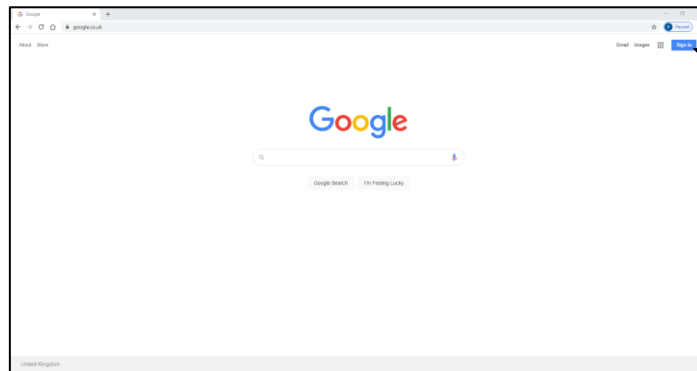 Google
google.co.uk
Paused
About Store
Gmail Images
Sign in
Google
Google Search I'm Feeling Lucky
United Kingdom